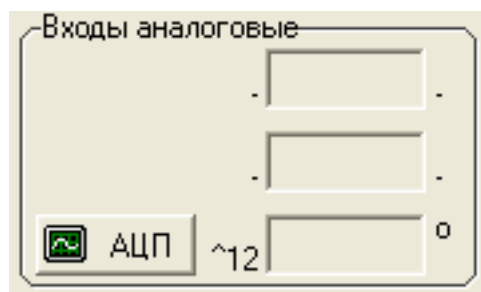 Входы аналоговые
. .
. .
АЦП ^12 o